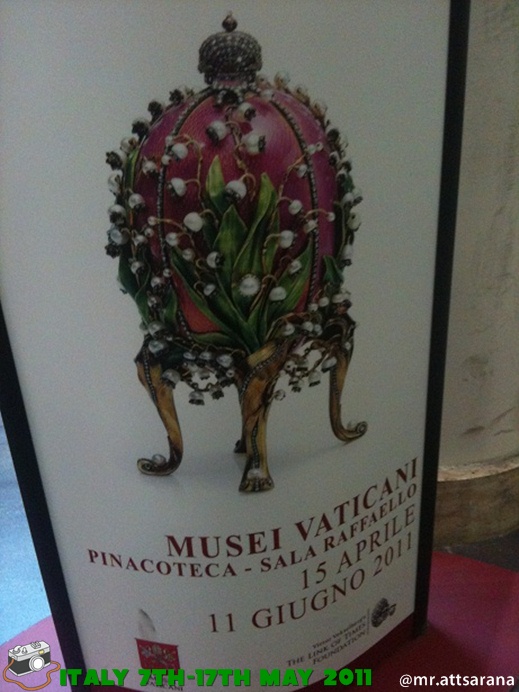 MUSEI VATICANI
PINACOTECA - SALA RAFFAELLO
15 APRILE
11 GIUGNO 2011
THE LINK OF TIMES
FOUNDATION
ITALY 7TH-17TH MAY 2011
@mr.attsarana